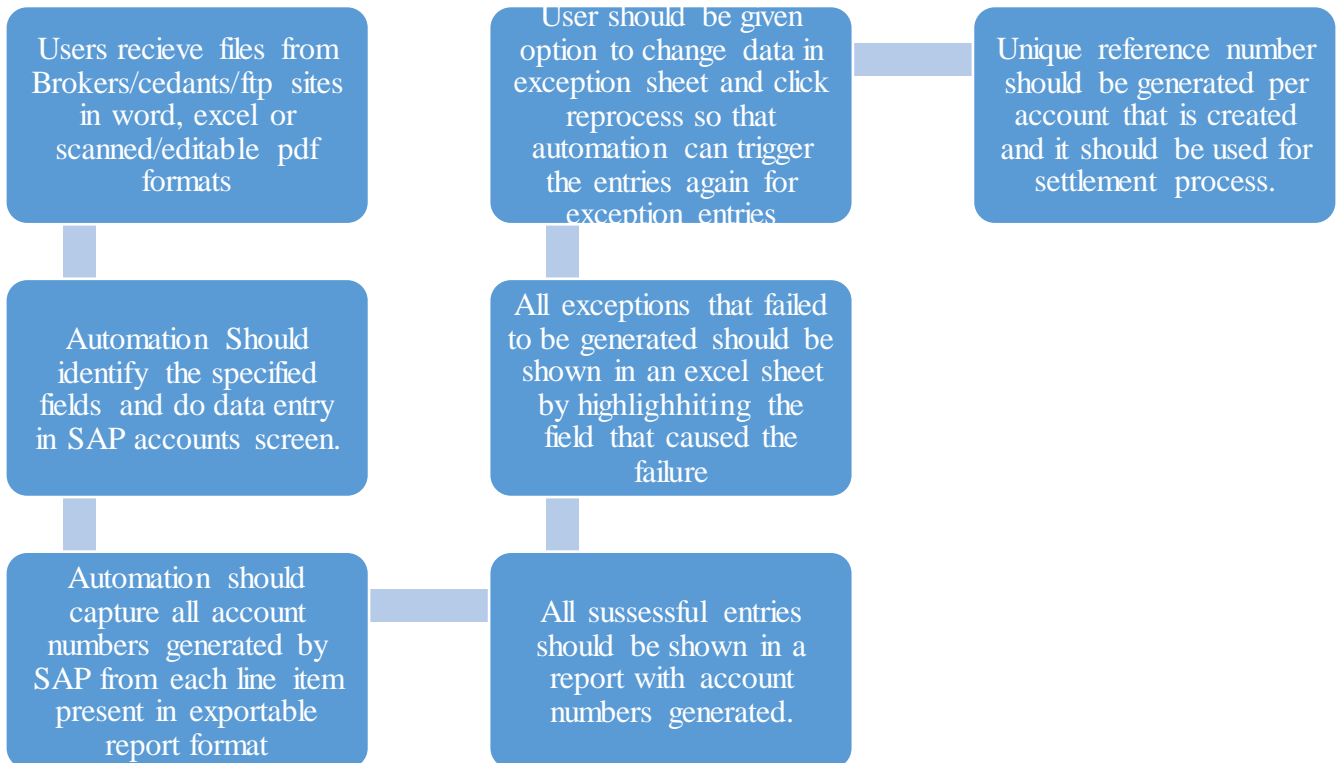 Users recieve files from
Brokers/cedants/ftp sites
in word, excel or
scanned/editable pdf
formats
Automation Should
identify the specified
fields and do data entry
in SAP accounts screen.
Automation should
capture all account
numbers generated by
SAP from each line item
present in exportable
report format
All sussessful entries
should be shown in a
report with account
numbers generated.
All exceptions that failed
to be generated should be
shown in an excel sheet
by highlighhiting the
field that caused the
failure
User should be given
option to change data in
exception sheet and click
reprocess so that
automation can trigger
the entries again for
exception entries
Unique reference number
should be generated per
account that is created
and it should be used for
settlement process.